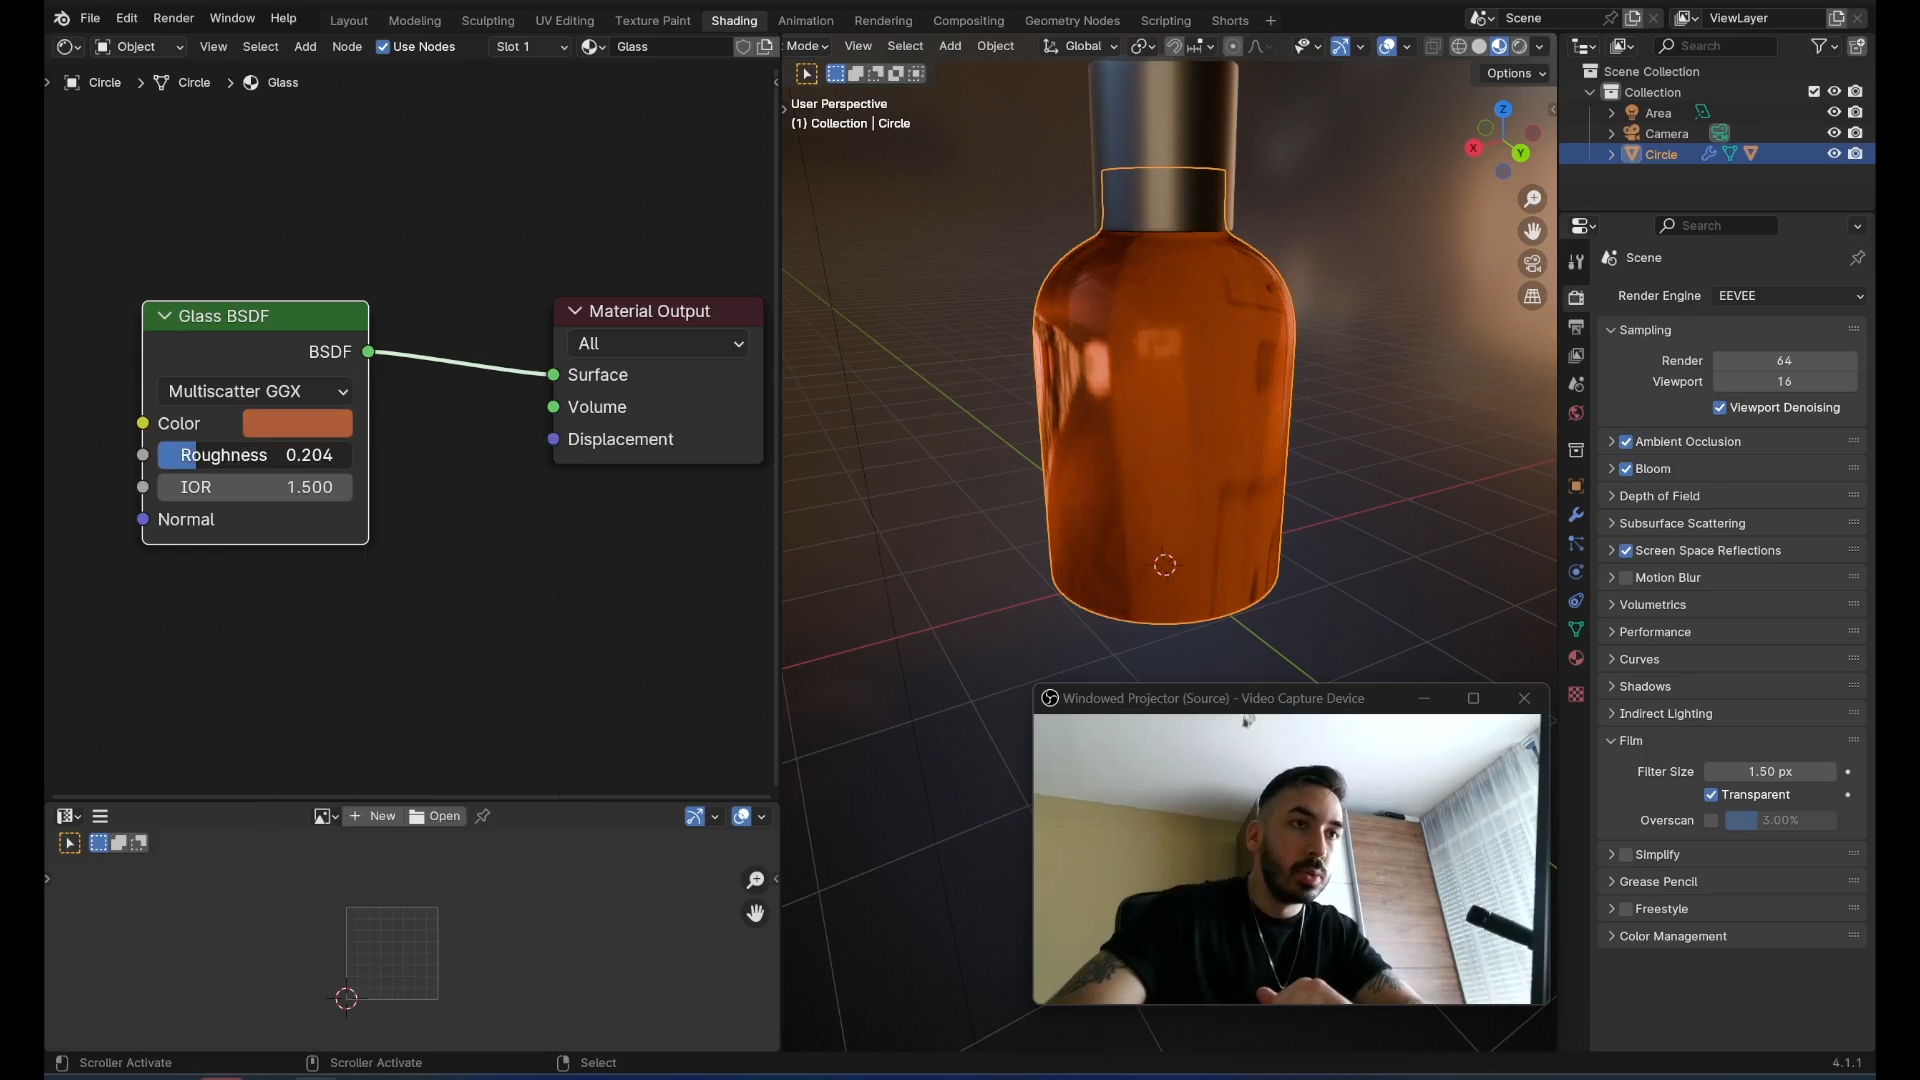 File Edit Render Window Help Layout Modeling Sculpting UV Editing Texture Paint Shading Animation Rendering Compositing Geometry Nodes Scripting Shorts Scene ViewLayer
Object View Select Add Node Use Nodes Slot 1 Glass Mode View Select Add Object Global Search
Options
Circle Circle Glass
User Perspective
(1) Collection | Circle
Z
X
Y
Scene Collection
Collection
Area
Camera
Circle
Search
Scene
Render Engine EEVEE
Sampling
Render 64
Viewport 16
Viewport Denoising
Ambient Occlusion
Bloom
Depth of Field
Subsurface Scattering
Screen Space Reflections
Motion Blur
Volumetrics
Performance
Curves
Shadows
Indirect Lighting
Film
Filter Size 1.50 px
Transparent
Overscan 3.00%
Simplify
Grease Pencil
Freestyle
Color Management
Glass BSDF
BSDF
Multiscatter GGX
Color
Roughness 0.204
IOR 1.500
Normal
Material Output
All
Surface
Volume
Displacement
Windowed Projector (Source) - Video Capture Device
New Open
Scroller Activate Scroller Activate Select 4.1.1